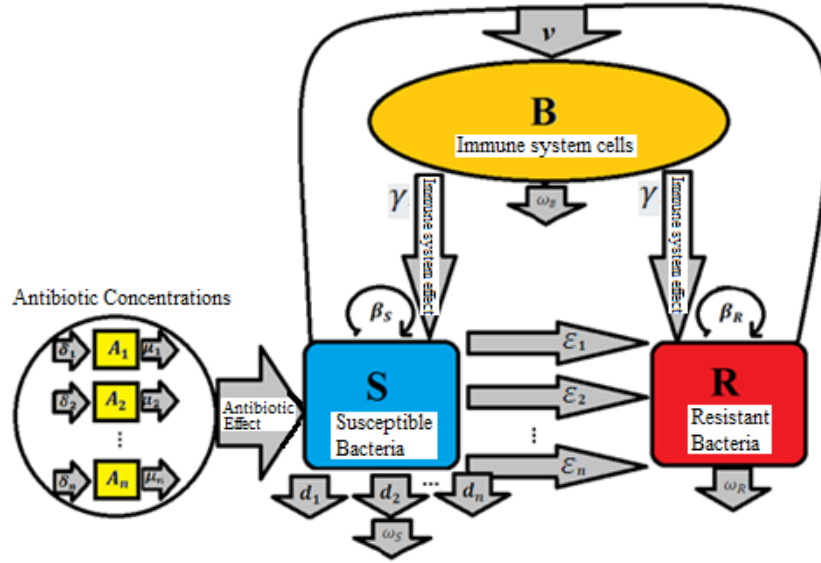 v
B
Immune system cells
γ
Immune system effect
ω_B
γ
Immune system effect
Antibiotic Concentrations
β_S
β_R
δ_1 A_1 μ_1
δ_2 A_2 μ_2
⋮
δ_n A_n μ_n
Antibiotic
Effect
S
Susceptible
Bacteria
ε_1
ε_2
⋮
ε_n
R
Resistant
Bacteria
d_1 d_2 ... d_n
ω_S
ω_R